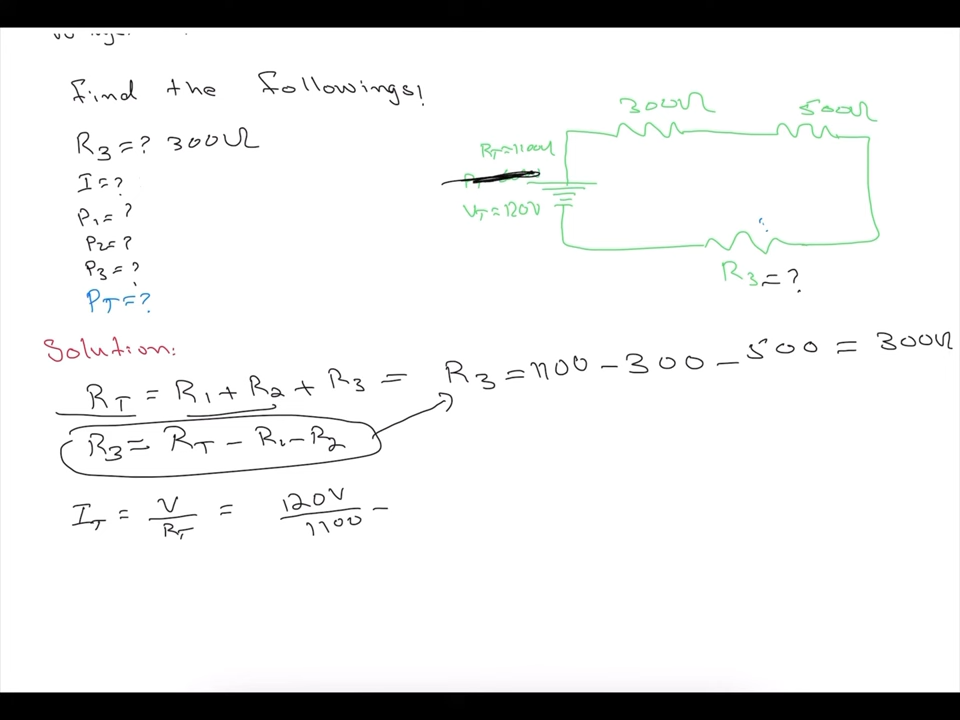 Find the followings!
300Ω
500Ω
R3=? 300Ω
RT=1100Ω
I=?
VT=120V
P1=?
P2=?
P3=?
R3=?
PT=?
Solution:
RT = R1 + R2 + R3 = R3 = 1100 - 300 - 500 = 300Ω
R3 = RT - R1 - R2
IT = V/RT = 120V/1100 -